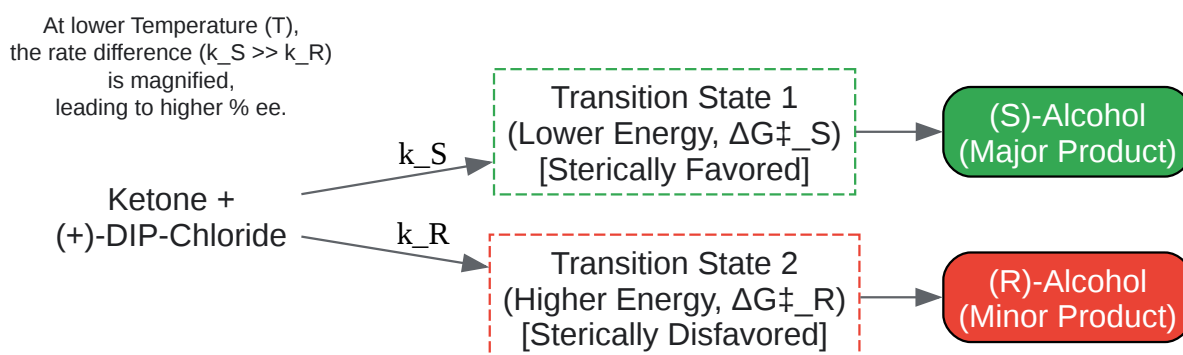 At lower Temperature (T),
the rate difference (k_S >> k_R)
is magnified,
leading to higher % ee.
Ketone +
(+)-DIP-Chloride
k_S
k_R
Transition State 1
(Lower Energy, ΔG‡_S)
[Sterically Favored]
Transition State 2
(Higher Energy, ΔG‡_R)
[Sterically Disfavored]
(S)-Alcohol
(Major Product)
(R)-Alcohol
(Minor Product)